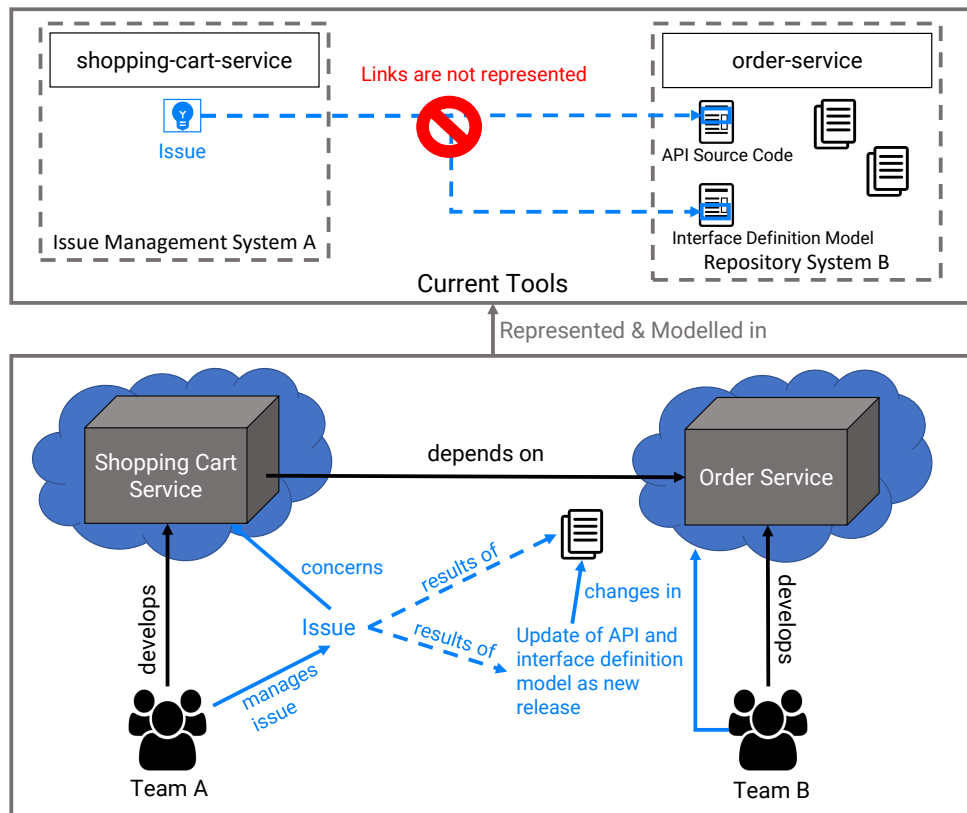 shopping-cart-service
order-service
Links are not represented
Issue
API Source Code
Interface Definition Model
Issue Management System A
Repository System B
Current Tools
Represented & Modelled in
Shopping Cart
Service
depends on
Order Service
concerns
results of
changes in
develops
Issue
results of
Update of API and
interface definition
model as new
release
develops
manages
issue
Team A
Team B